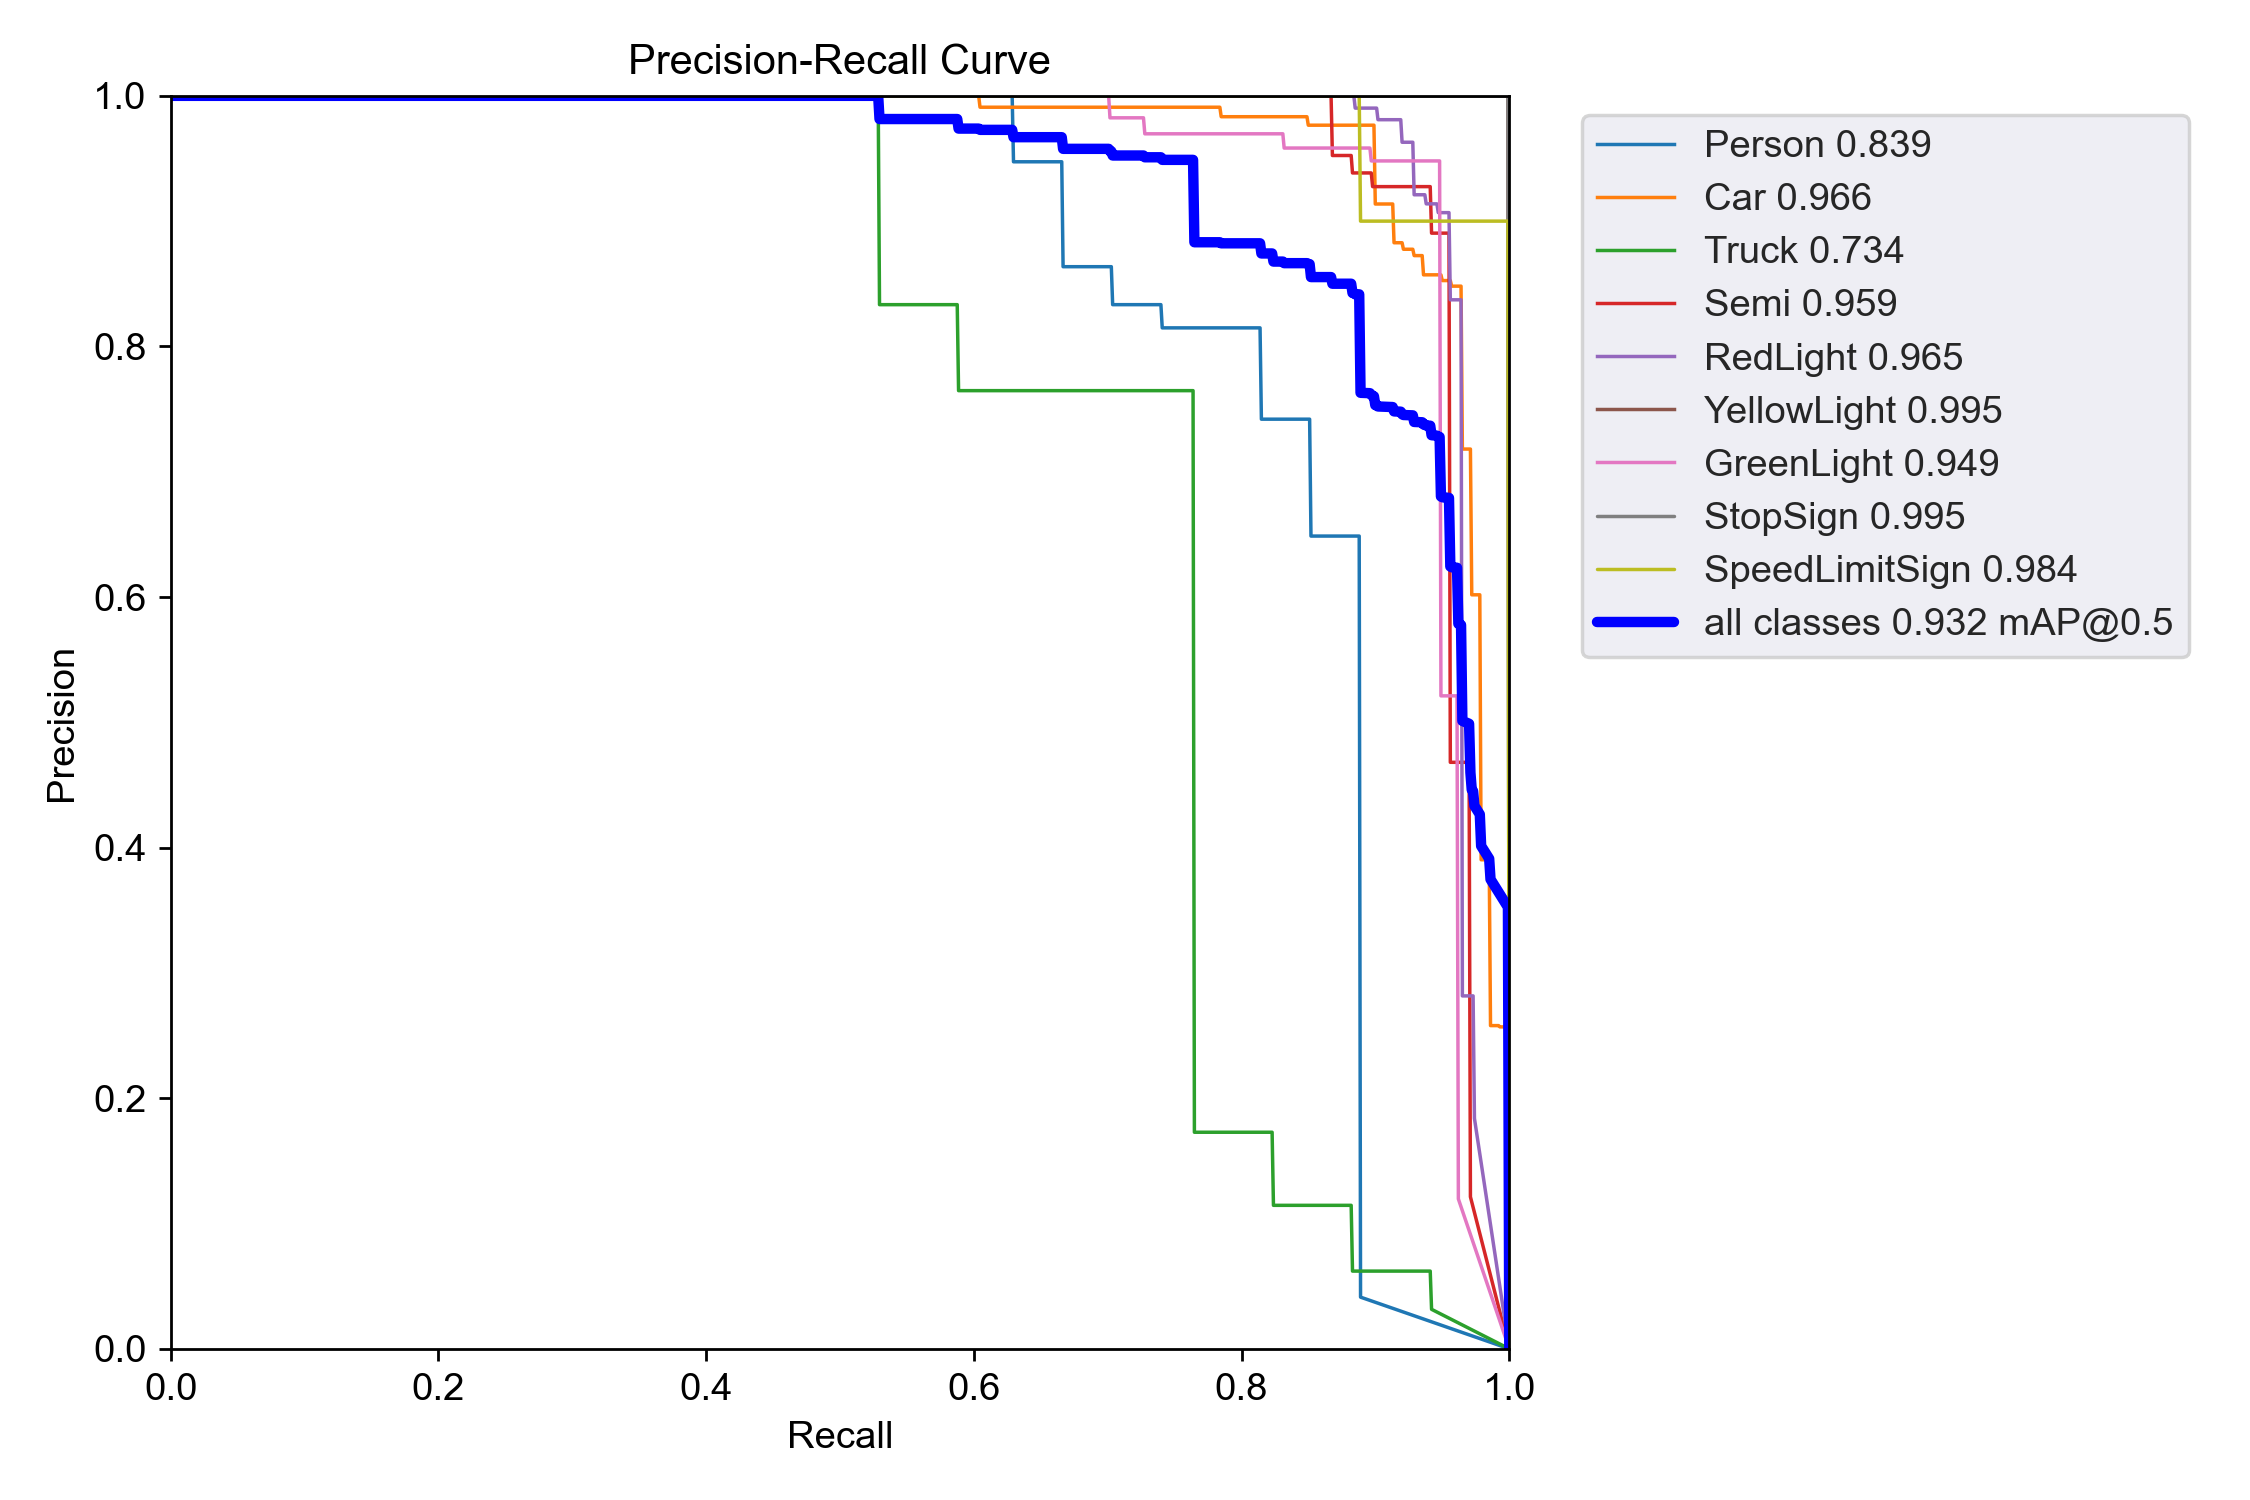 Precision-Recall Curve
1.0
0.8
0.6
0.4
0.2
0.0
Precision
0.0 0.2 0.4 0.6 0.8 1.0
Recall
Person 0.839
Car 0.966
Truck 0.734
Semi 0.959
RedLight 0.965
YellowLight 0.995
GreenLight 0.949
StopSign 0.995
SpeedLimitSign 0.984
all classes 0.932 mAP@0.5